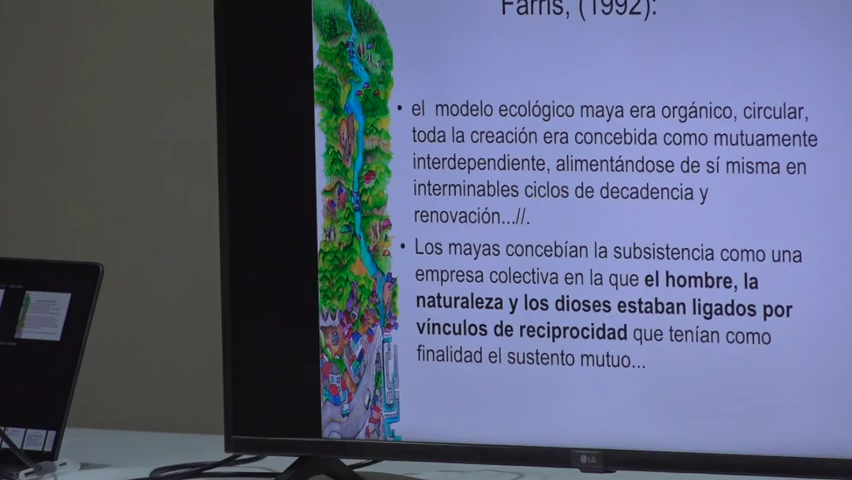 Farris, (1992):
• el modelo ecológico maya era orgánico, circular,
toda la creación era concebida como mutuamente
interdependiente, alimentándose de sí misma en
interminables ciclos de decadencia y
renovación...//.
• Los mayas concebían la subsistencia como una
empresa colectiva en la que el hombre, la
naturaleza y los dioses estaban ligados por
vínculos de reciprocidad que tenían como
finalidad el sustento mutuo...
LG